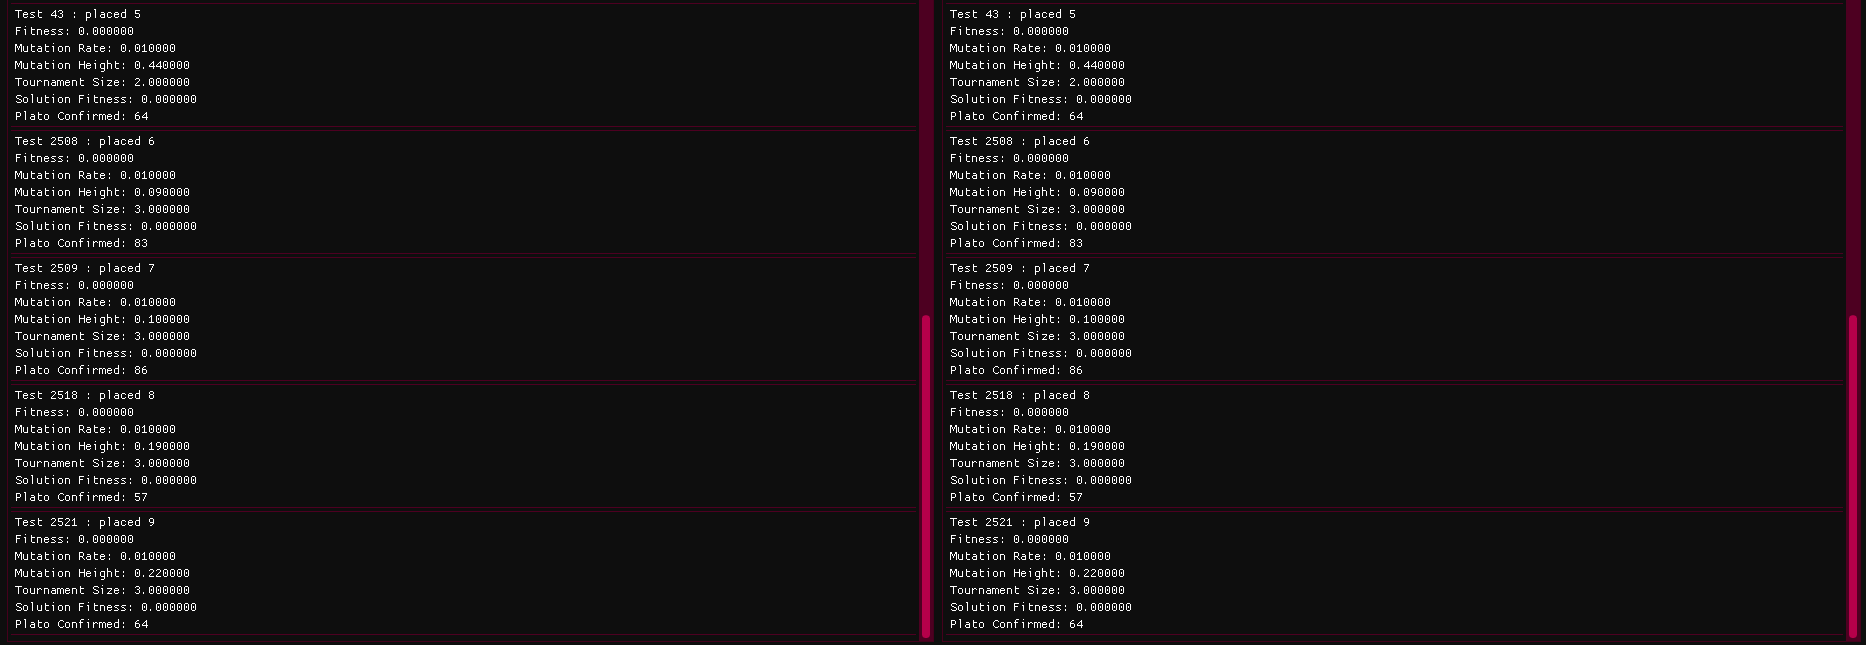 Test 43 : placed 5
Fitness: 0.000000
Mutation Rate: 0.010000
Mutation Height: 0.440000
Tournament Size: 2.000000
Solution Fitness: 0.000000
Plato Confirmed: 64
Test 2508 : placed 6
Fitness: 0.000000
Mutation Rate: 0.010000
Mutation Height: 0.090000
Tournament Size: 3.000000
Solution Fitness: 0.000000
Plato Confirmed: 83
Test 2509 : placed 7
Fitness: 0.000000
Mutation Rate: 0.010000
Mutation Height: 0.100000
Tournament Size: 3.000000
Solution Fitness: 0.000000
Plato Confirmed: 86
Test 2518 : placed 8
Fitness: 0.000000
Mutation Rate: 0.010000
Mutation Height: 0.190000
Tournament Size: 3.000000
Solution Fitness: 0.000000
Plato Confirmed: 57
Test 2521 : placed 9
Fitness: 0.000000
Mutation Rate: 0.010000
Mutation Height: 0.220000
Tournament Size: 3.000000
Solution Fitness: 0.000000
Plato Confirmed: 64
Test 43 : placed 5
Fitness: 0.000000
Mutation Rate: 0.010000
Mutation Height: 0.440000
Tournament Size: 2.000000
Solution Fitness: 0.000000
Plato Confirmed: 64
Test 2508 : placed 6
Fitness: 0.000000
Mutation Rate: 0.010000
Mutation Height: 0.090000
Tournament Size: 3.000000
Solution Fitness: 0.000000
Plato Confirmed: 83
Test 2509 : placed 7
Fitness: 0.000000
Mutation Rate: 0.010000
Mutation Height: 0.100000
Tournament Size: 3.000000
Solution Fitness: 0.000000
Plato Confirmed: 86
Test 2518 : placed 8
Fitness: 0.000000
Mutation Rate: 0.010000
Mutation Height: 0.190000
Tournament Size: 3.000000
Solution Fitness: 0.000000
Plato Confirmed: 57
Test 2521 : placed 9
Fitness: 0.000000
Mutation Rate: 0.010000
Mutation Height: 0.220000
Tournament Size: 3.000000
Solution Fitness: 0.000000
Plato Confirmed: 64